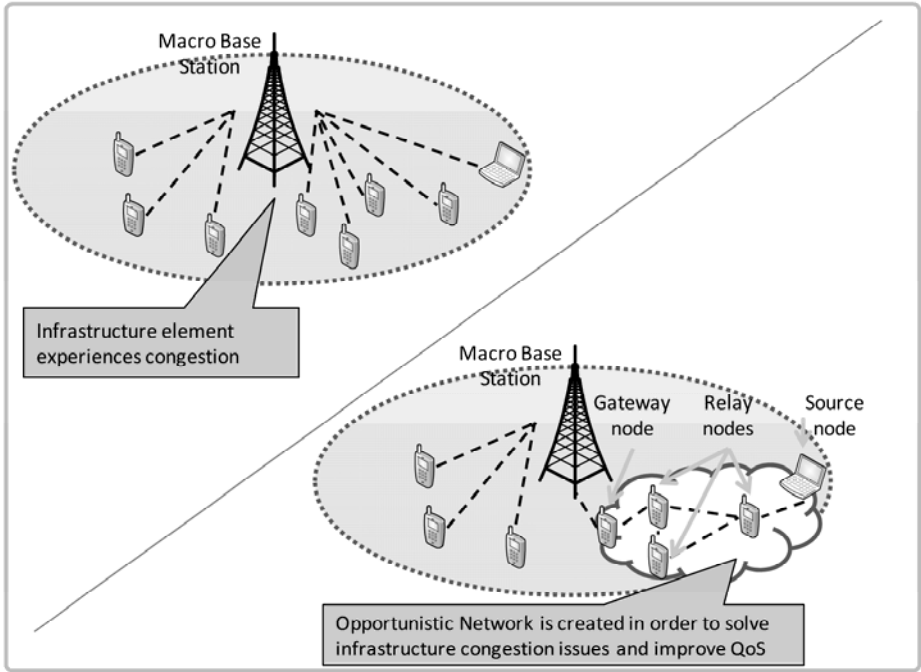 Macro Base
Station
Infrastructure element
experiences congestion
Macro Base
Station
Gateway
node
Relay
nodes
Source
node
Opportunistic Network is created in order to solve
infrastructure congestion issues and improve QoS